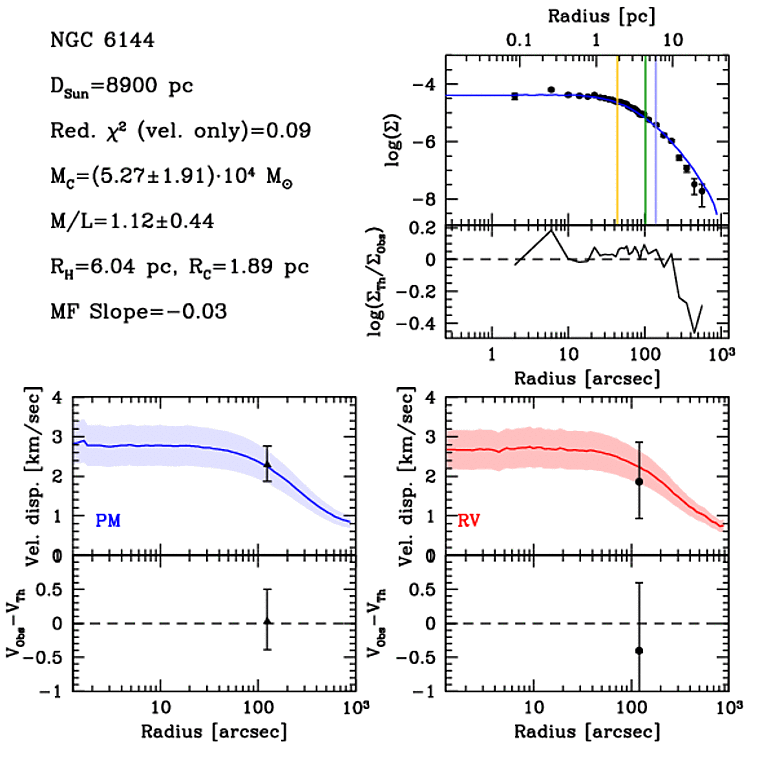 NGC 6144
D_Sun=8900 pc
Red. χ² (vel. only)=0.09
M_C=(5.27±1.91)·10⁴ M_⊙
M/L=1.12±0.44
R_H=6.04 pc, R_C=1.89 pc
MF Slope=−0.03
Radius [pc]
0.1 1 10
log(Σ)
−4
−6
−8
log(Σ_Th/Σ_Obs)
0.2
0
−0.2
−0.4
1 10 100 10³
Radius [arcsec]
Vel. disp. [km/sec]
4
3
2
1
0
PM
V_Obs−V_Th
0.5
0
−0.5
−1
10 100 10³
Radius [arcsec]
Vel. disp. [km/sec]
4
3
2
1
0
RV
V_Obs−V_Th
0.5
0
−0.5
−1
10 100 10³
Radius [arcsec]